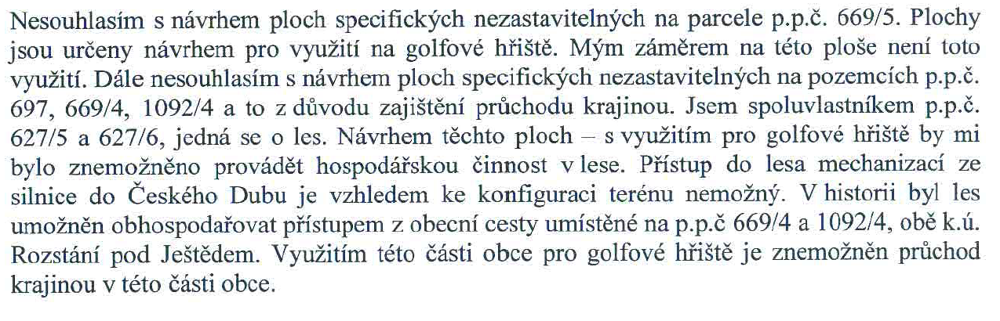 Nesouhlasím s návrhem ploch specifických nezastavitelných na parcele p.p.č. 669/5. Plochy
jsou určeny návrhem pro využití na golfové hřiště. Mým záměrem na této ploše není toto
využití. Dále nesouhlasím s návrhem ploch specifických nezastavitelných na pozemcích p.p.č.
697, 669/4, 1092/4 a to z důvodu zajištění průchodu krajinou. Jsem spoluvlastníkem p.p.č.
627/5 a 627/6, jedná se o les. Návrhem těchto ploch – s využitím pro golfové hřiště by mi
bylo znemožněno provádět hospodářskou činnost v lese. Přístup do lesa mechanizací ze
silnice do Českého Dubu je vzhledem ke konfiguraci terénu nemožný. V historii byl les
umožněn obhospodařovat přístupem z obecní cesty umístěné na p.p.č 669/4 a 1092/4, obě k.ú.
Rozstání pod Ještědem. Využitím této části obce pro golfové hřiště je znemožněn průchod
krajinou v této části obce.